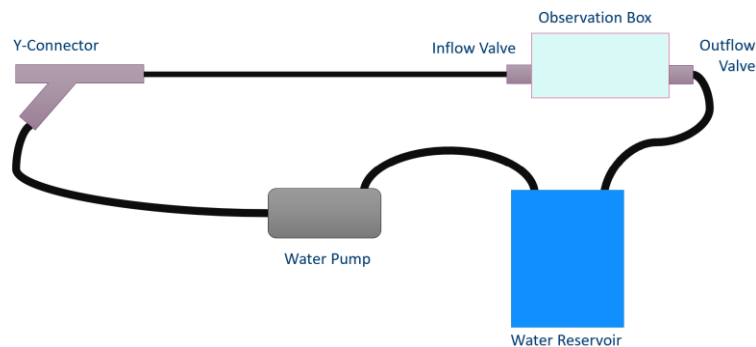 Observation Box
Y-Connector
Inflow Valve
Outflow
Valve
Water Pump
Water Reservoir